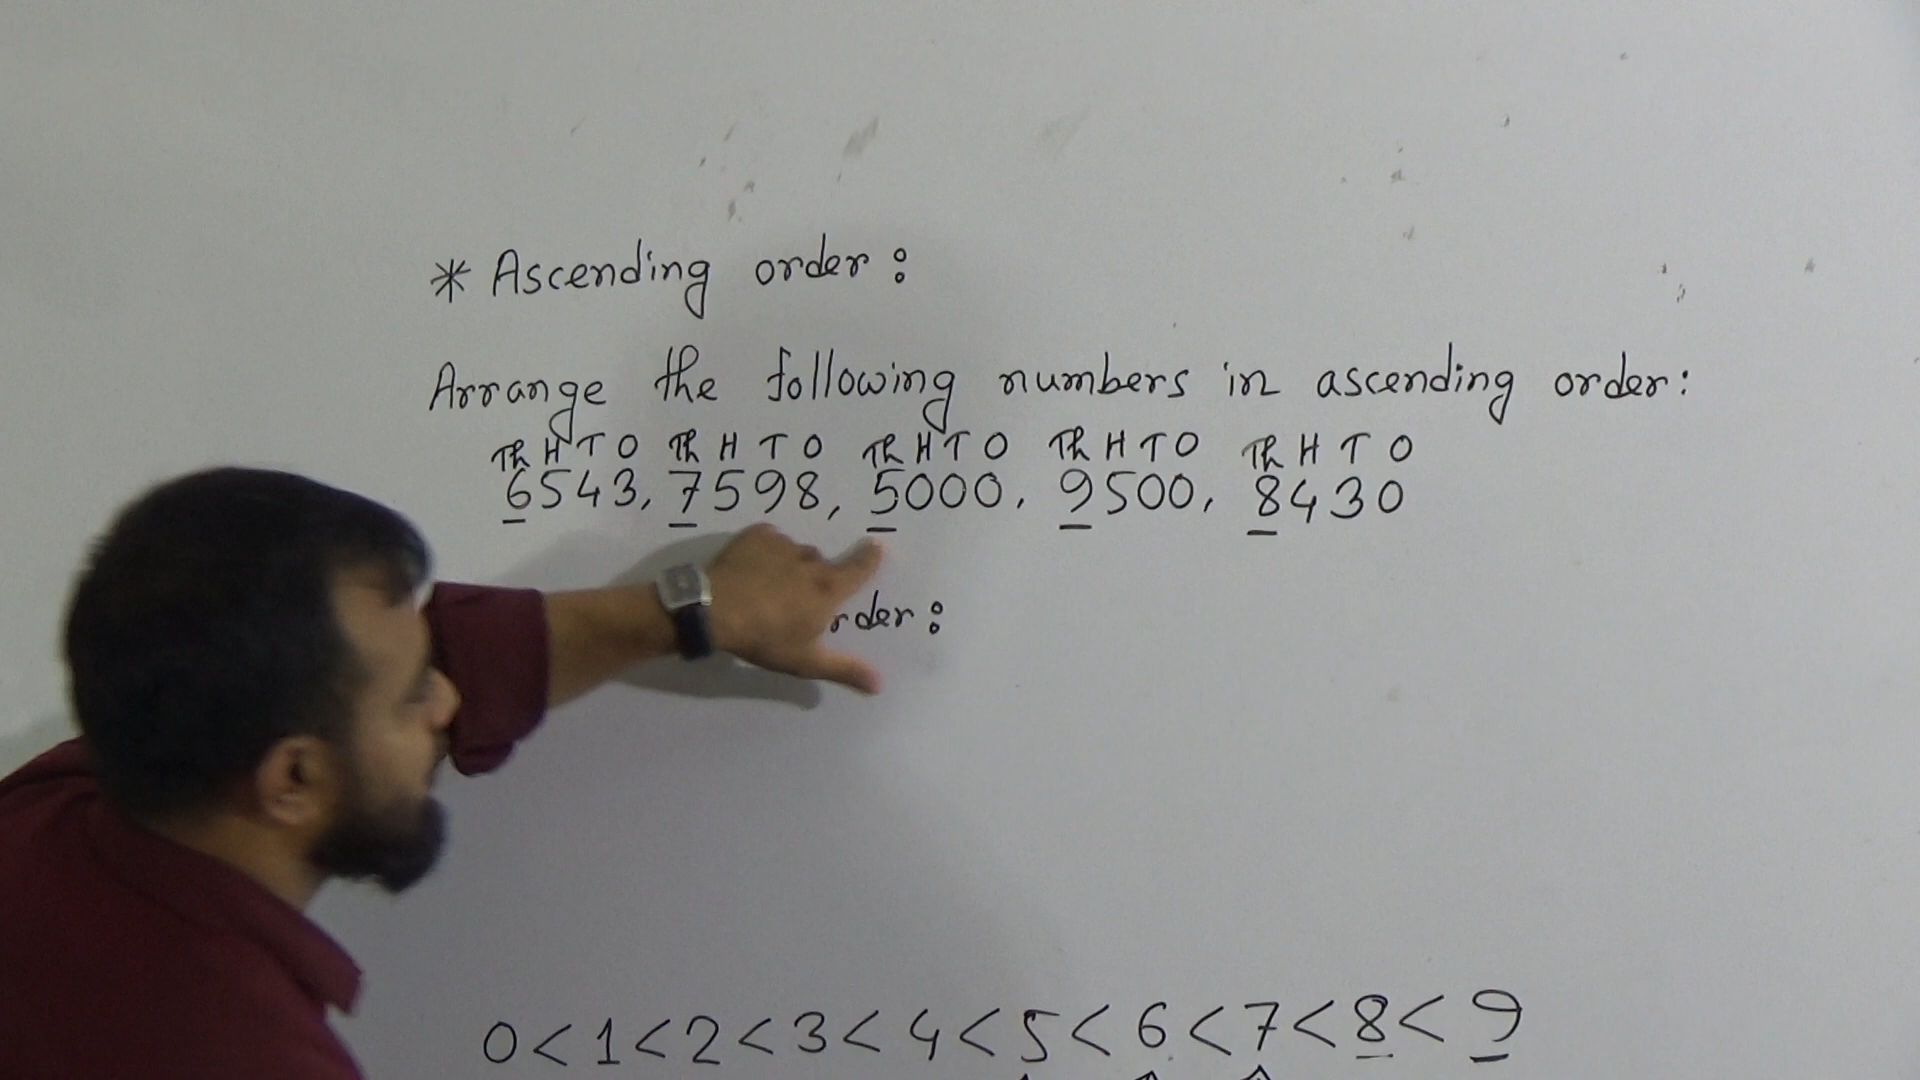 * Ascending order :
Arrange the following numbers in ascending order:
Th H T O Th H T O Th H T O Th H T O Th H T O
6543, 7598, 5000, 9500, 8430
rder :
0 < 1 < 2 < 3 < 4 < 5 < 6 < 7 < 8 < 9